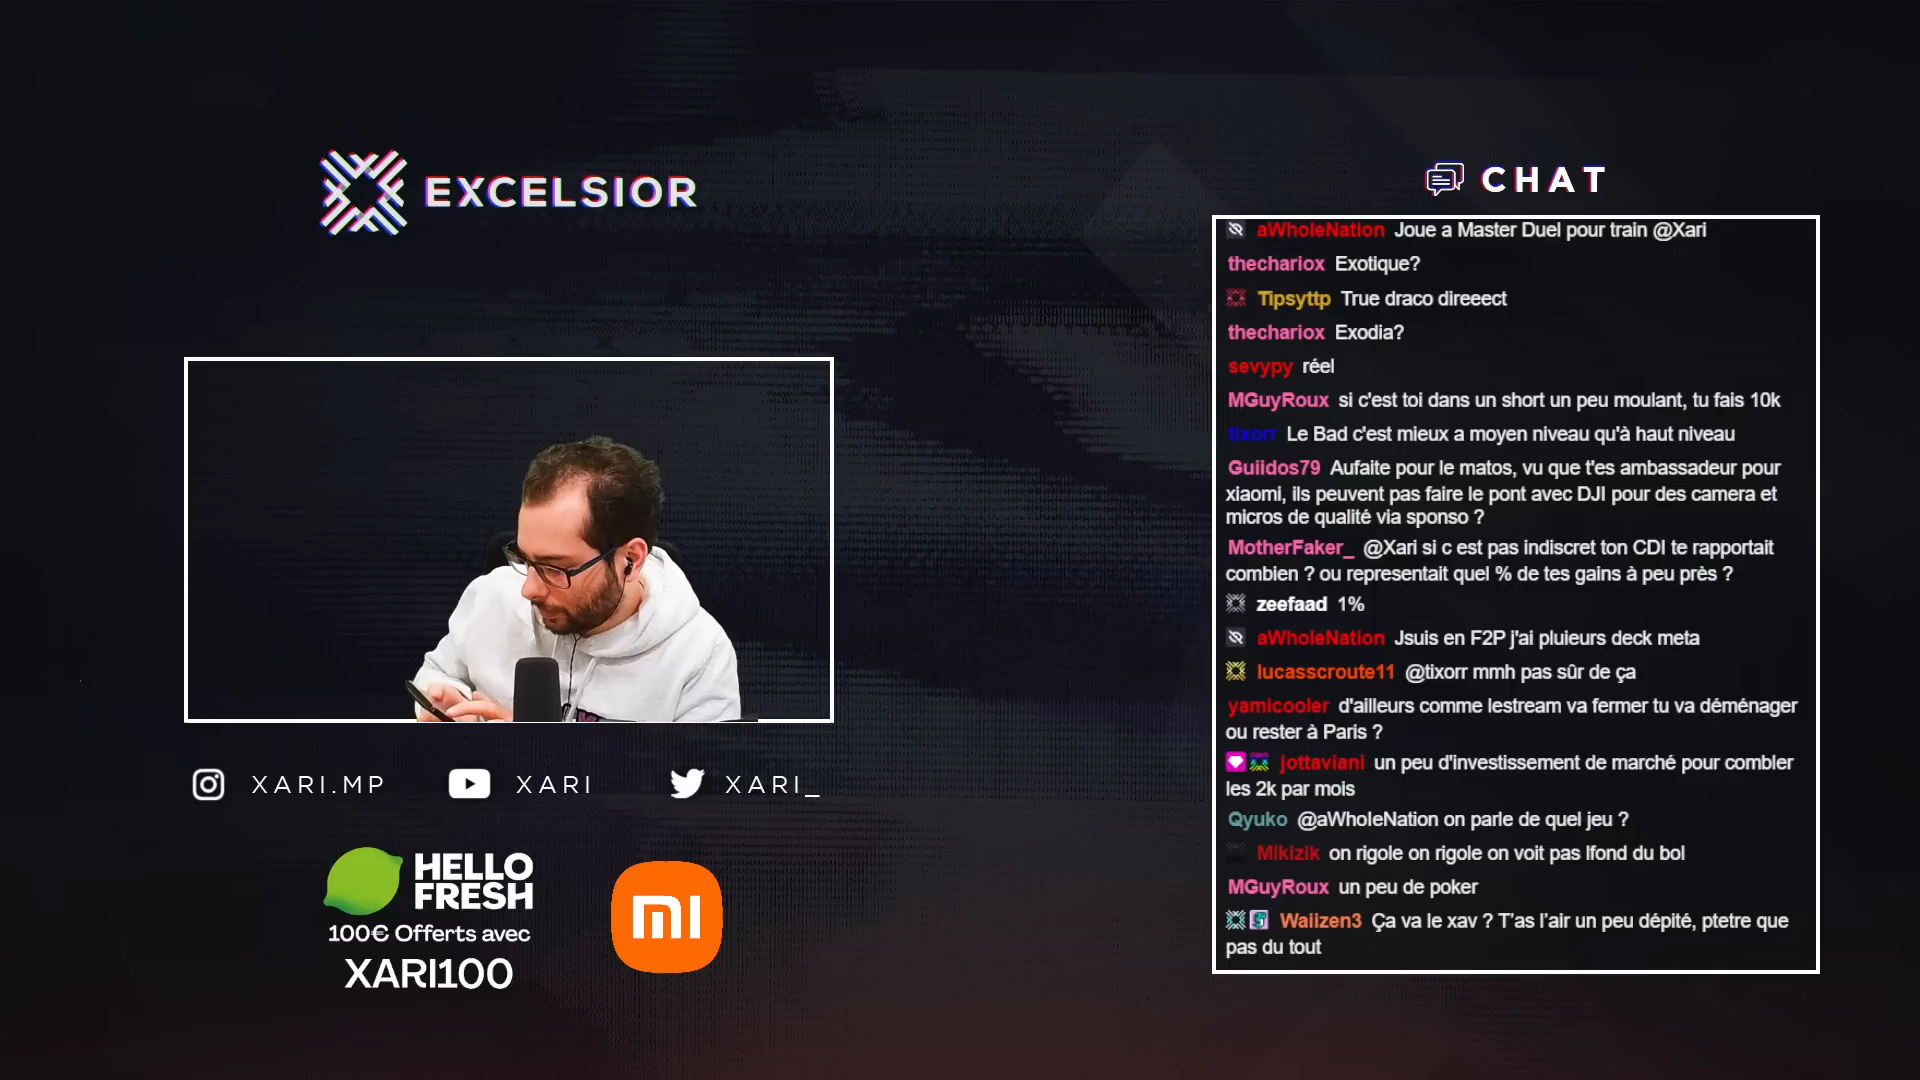 EXCELSIOR
CHAT
aWholeNation Joue a Master Duel pour train @Xari
thechariox Exotique?
Tipsyttp True draco direeect
thechariox Exodia?
sevypy réel
MGuyRoux si c'est toi dans un short un peu moulant, tu fais 10k
tixorr Le Bad c'est mieux a moyen niveau qu'à haut niveau
Guiidos79 Aufaite pour le matos, vu que t'es ambassadeur pour
xiaomi, ils peuvent pas faire le pont avec DJI pour des camera et
micros de qualité via sponso ?
MotherFaker_ @Xari si c est pas indiscret ton CDI te rapportait
combien ? ou representait quel % de tes gains à peu près ?
zeefaad 1%
aWholeNation Jsuis en F2P j'ai pluieurs deck meta
lucasscroute11 @tixorr mmh pas sûr de ça
yamicooler d'ailleurs comme lestream va fermer tu va déménager
ou rester à Paris ?
jottaviani un peu d'investissement de marché pour combler
les 2k par mois
Qyuko @aWholeNation on parle de quel jeu ?
Mikizik on rigole on rigole on voit pas lfond du bol
MGuyRoux un peu de poker
Waiizen3 Ça va le xav ? T'as l'air un peu dépité, ptetre que
pas du tout
XARI.MP
XARI
XARI_
HELLO
FRESH
100€ Offerts avec
XARI100
MI